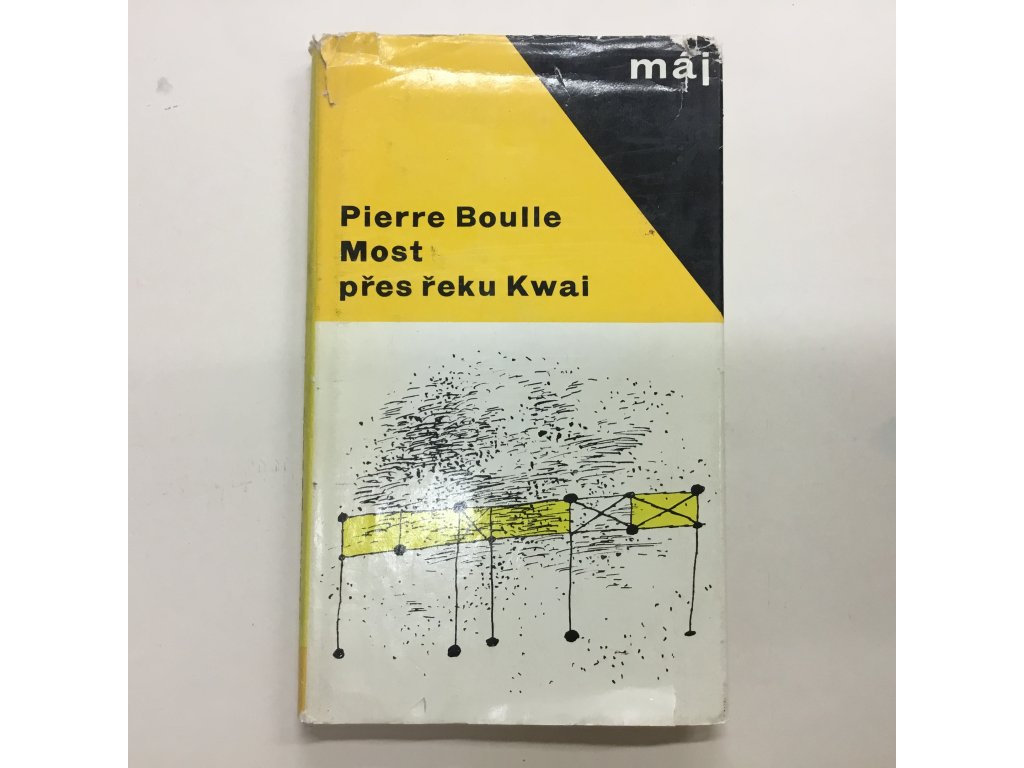 máj
Pierre Boulle
Most
přes řeku Kwai